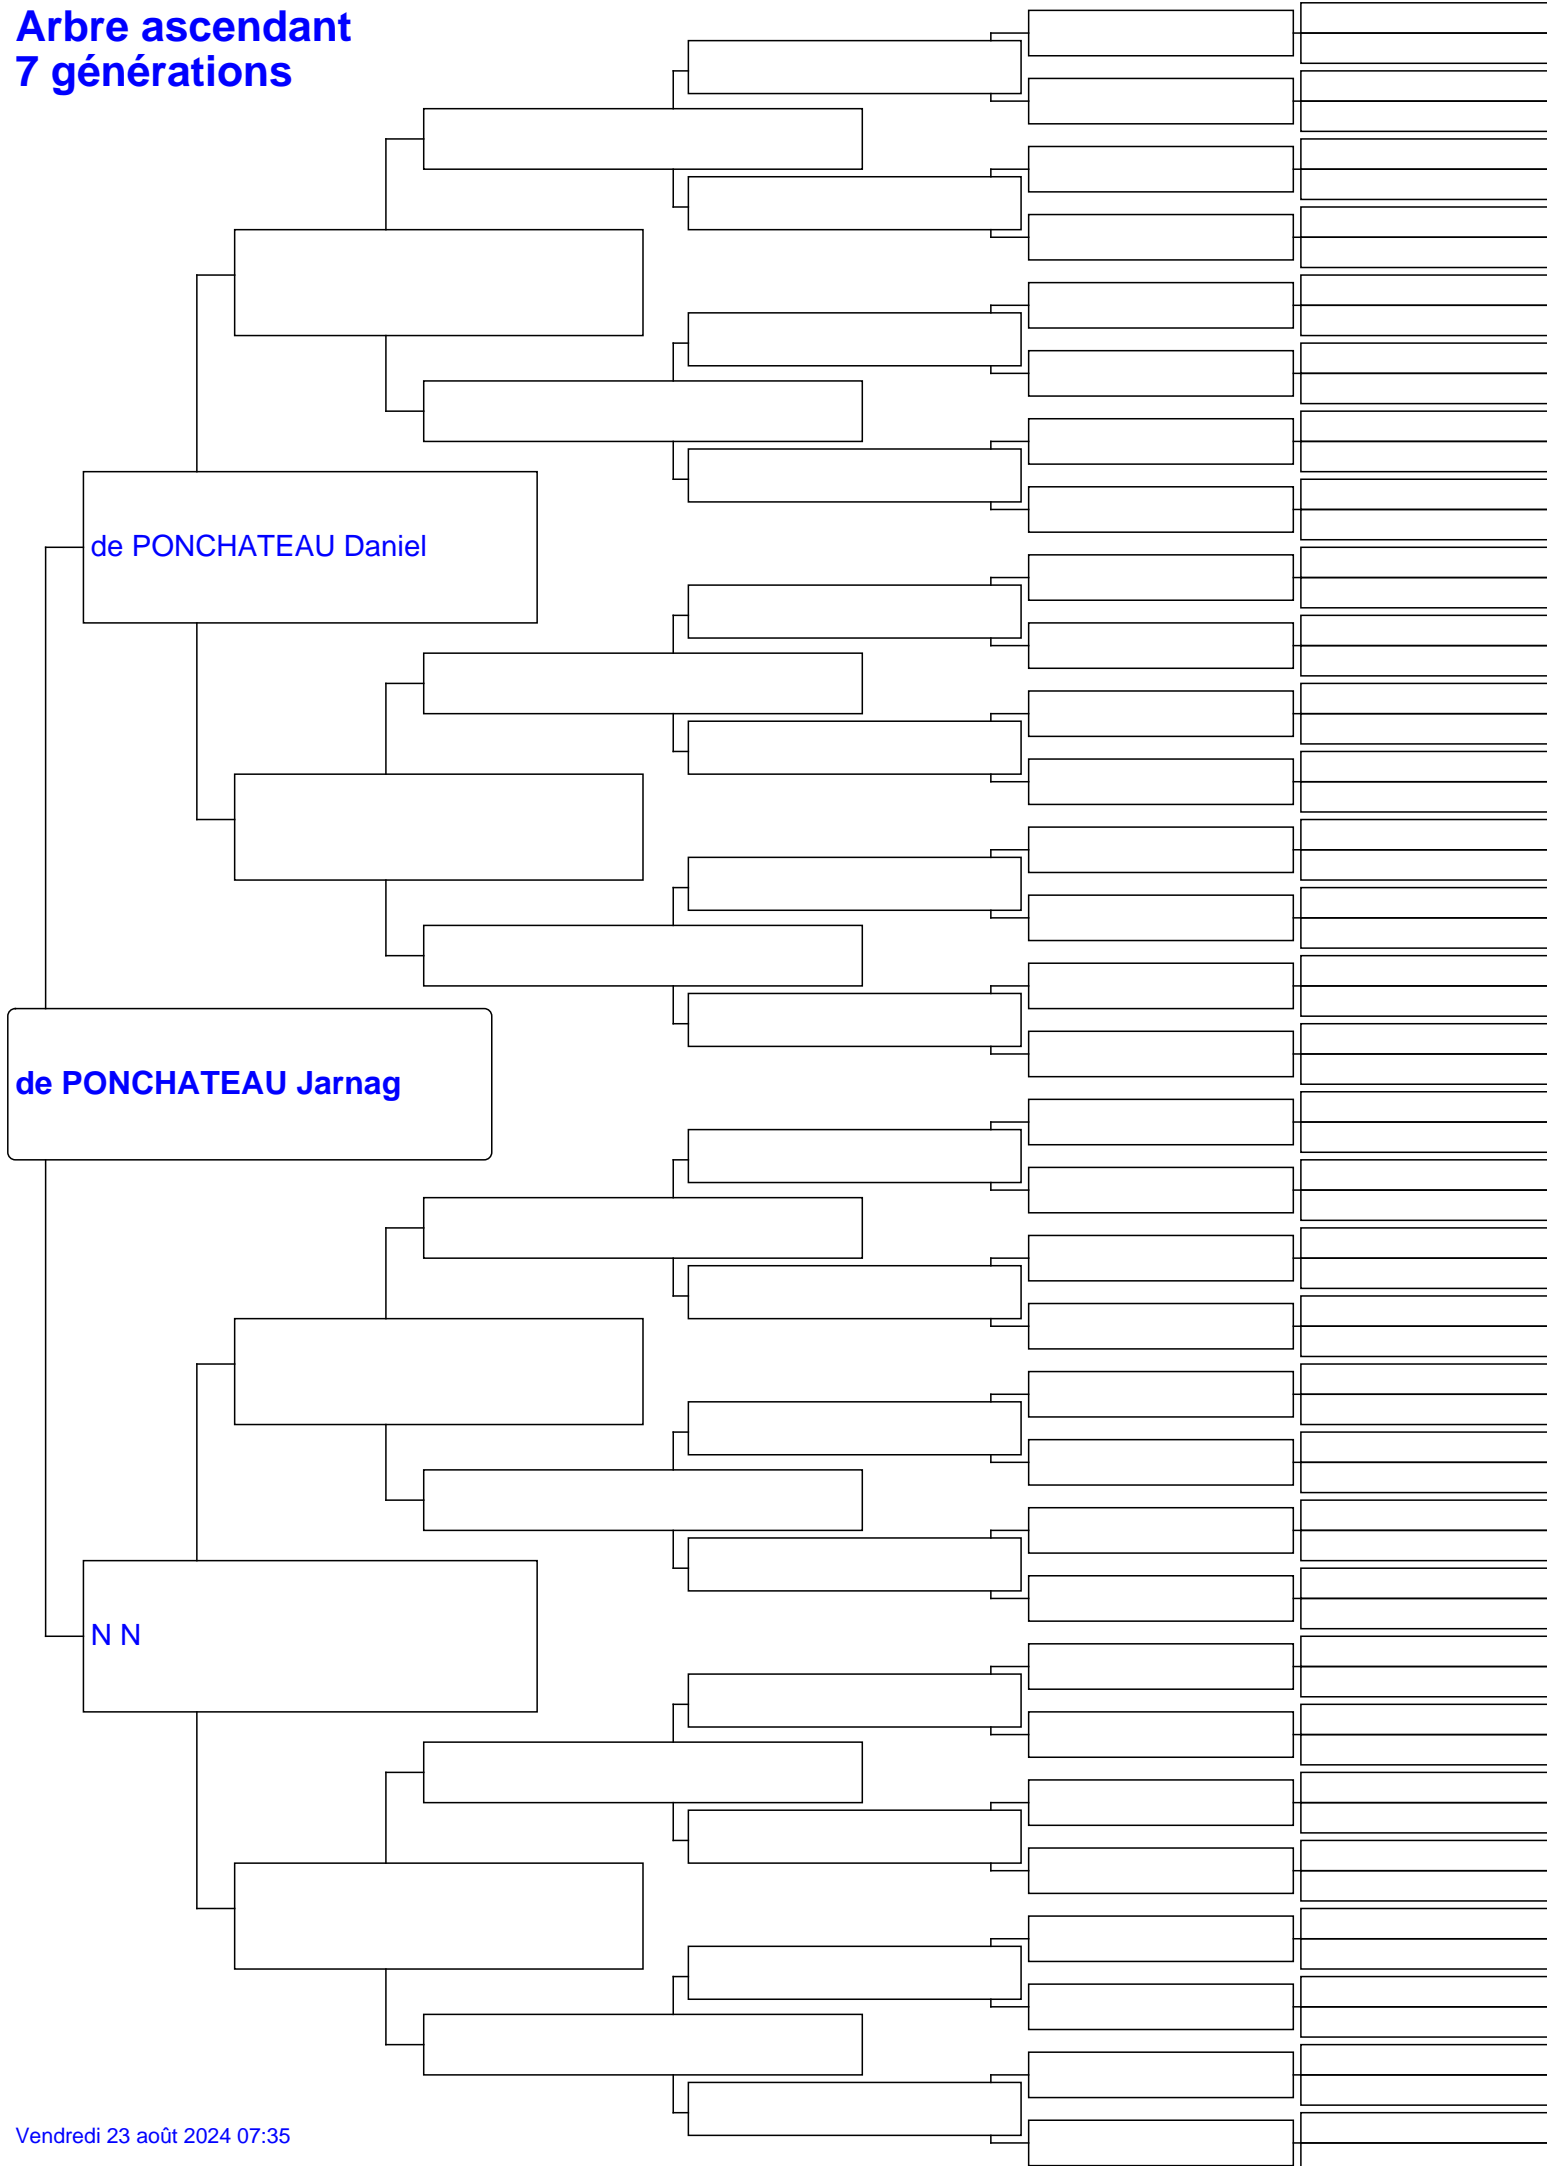 Arbre ascendant
7 générations
de PONCHATEAU Daniel
de PONCHATEAU Jarnag
N N
Vendredi 23 août 2024 07:35